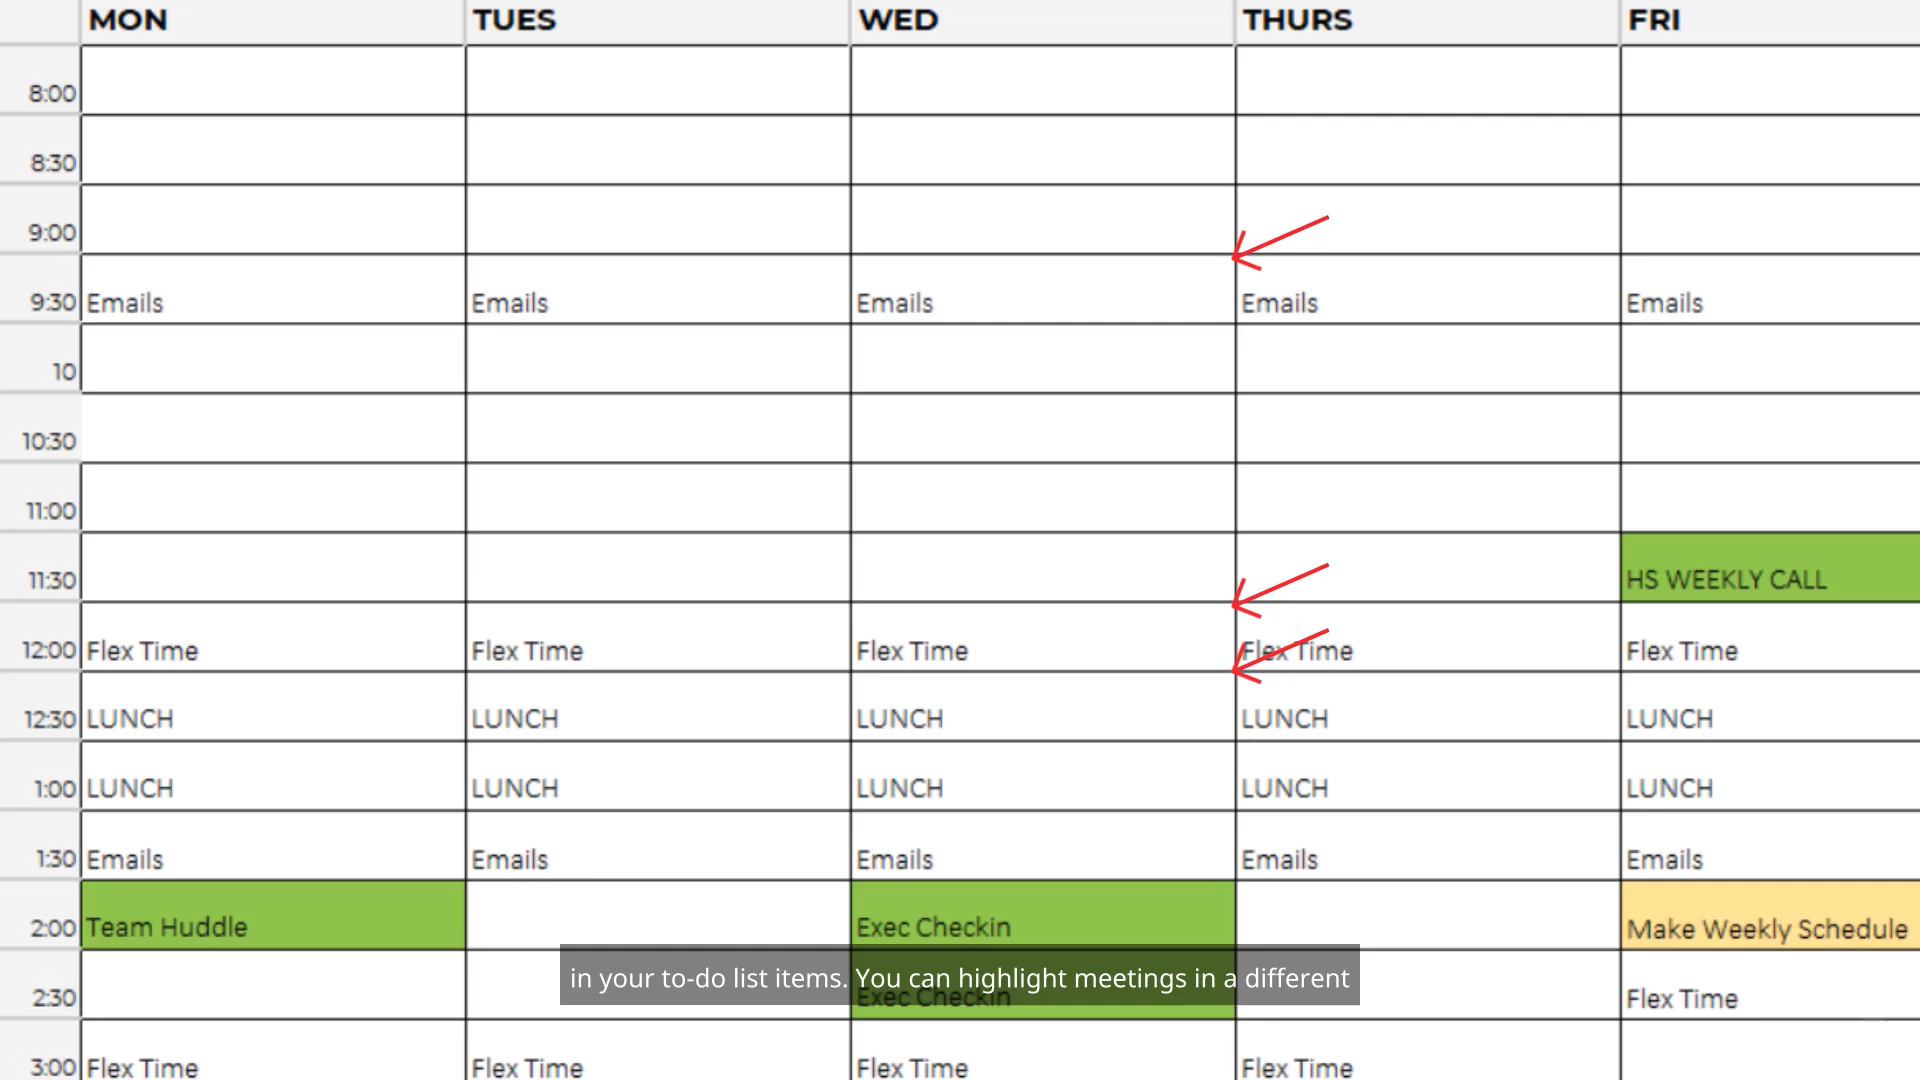 MON TUES WED THURS FRI
8:00
8:30
9:00
9:30 Emails Emails Emails Emails Emails
10
10:30
11:00
11:30 HS WEEKLY CALL
12:00 Flex Time Flex Time Flex Time Flex Time Flex Time
12:30 LUNCH LUNCH LUNCH LUNCH LUNCH
1:00 LUNCH LUNCH LUNCH LUNCH LUNCH
1:30 Emails Emails Emails Emails Emails
2:00 Team Huddle Exec Checkin Make Weekly Schedule
in your to-do list items. You can highlight meetings in a different
2:30 Exec Checkin Flex Time
3:00 Flex Time Flex Time Flex Time Flex Time